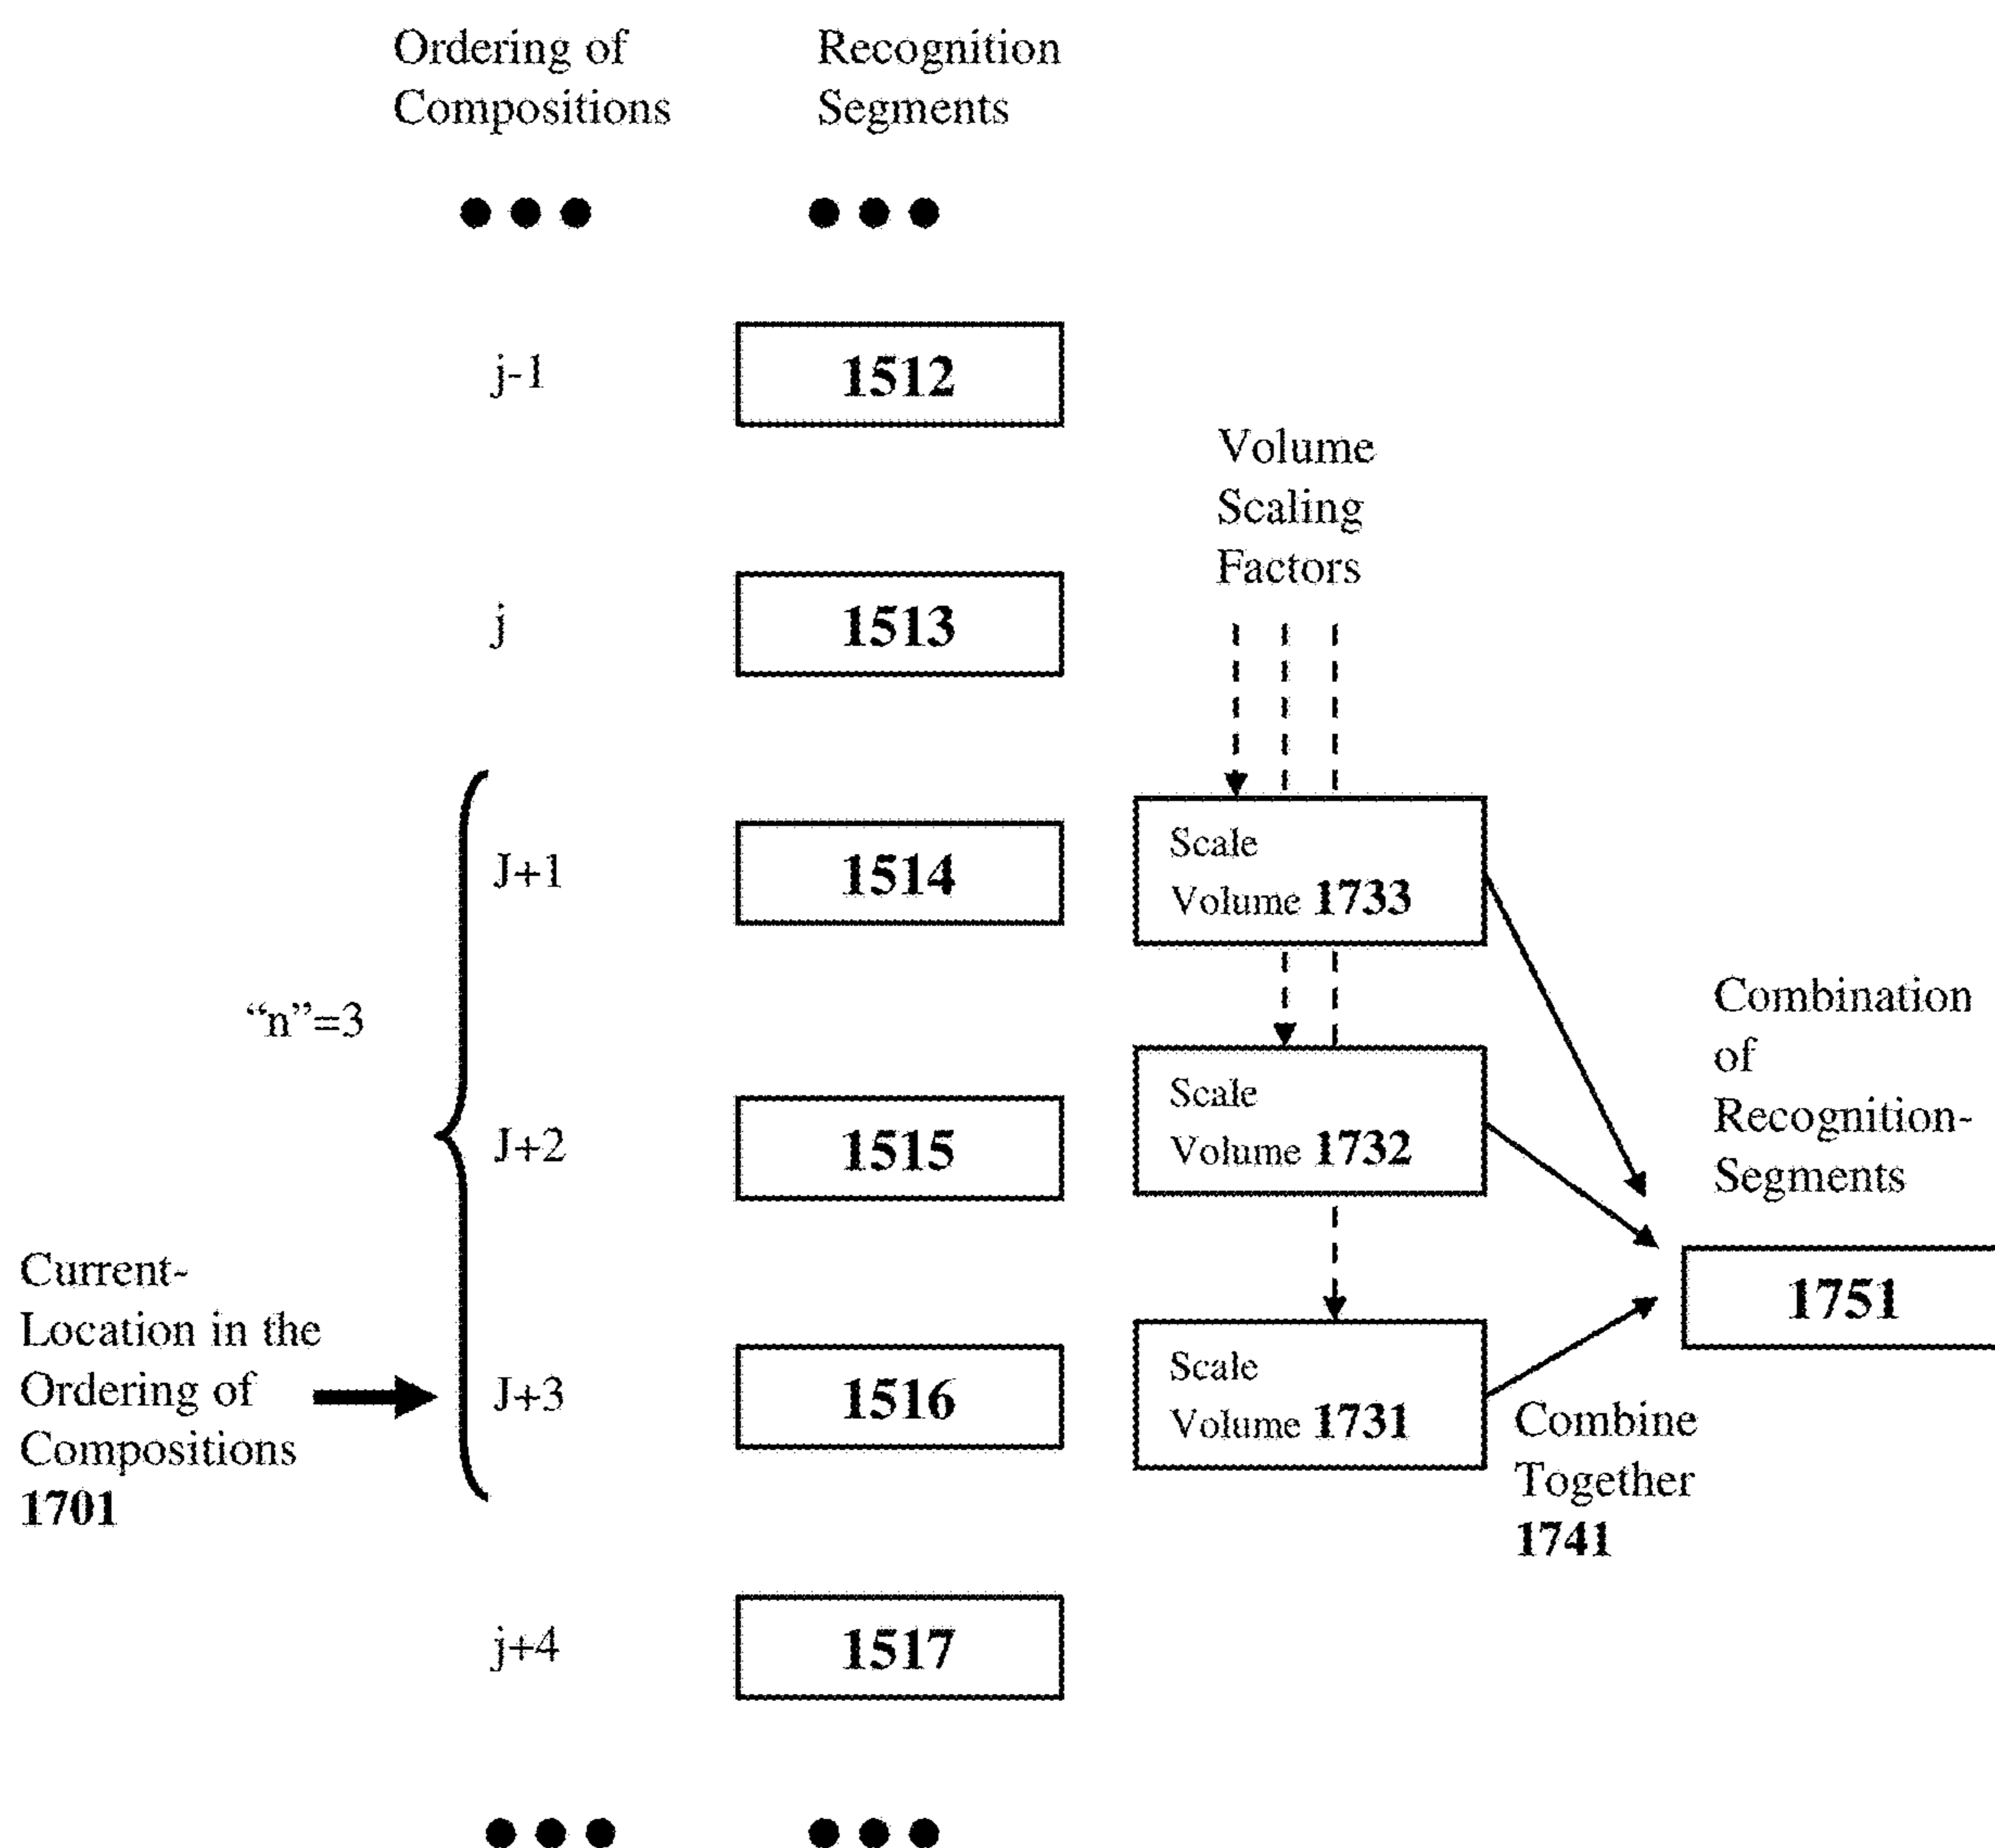 Ordering of
Compositions
Recognition
Segments
j-1
1512
Volume
Scaling
Factors
j
1513
J+1
1514
Scale
Volume 1733
"n"=3
Combination
of
Recognition-
Segments
J+2
1515
Scale
Volume 1732
Current-
Location in the
Ordering of
Compositions
1701
1751
J+3
1516
Scale
Volume 1731
Combine
Together
1741
j+4
1517